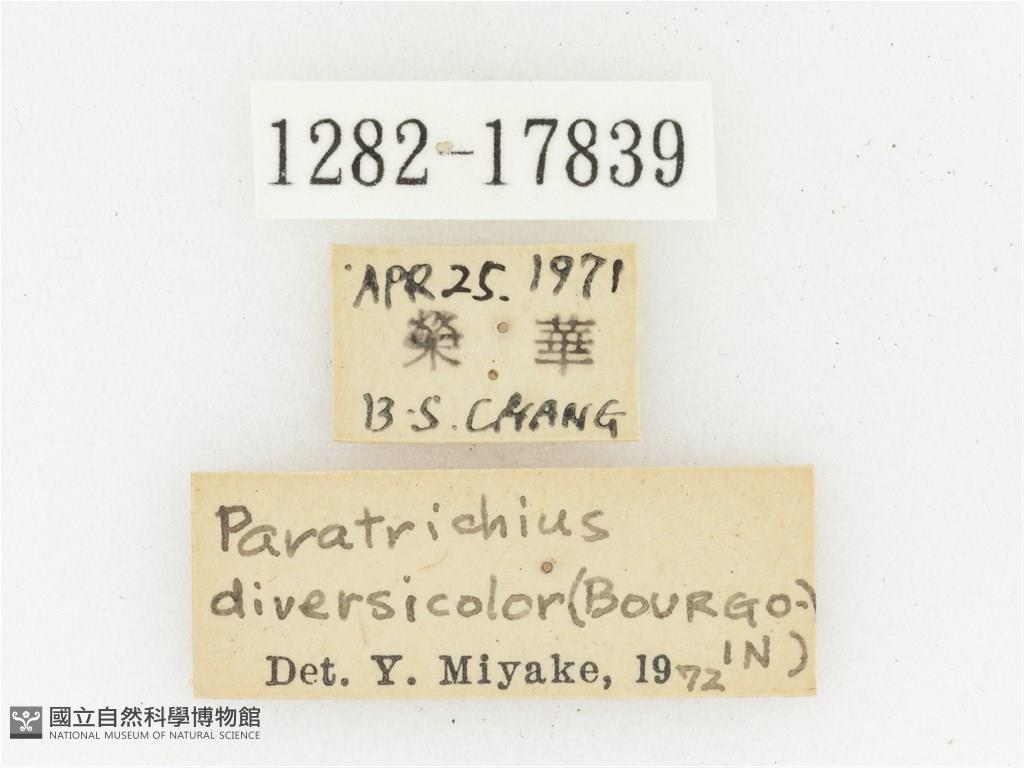 1282-17839
APR 25. 1971
榮 華
B.S. CHANG
Paratrichius
diversicolor (BOURGO-
IN)
Det. Y. Miyake, 1972
國立自然科學博物館
NATIONAL MUSEUM OF NATURAL SCIENCE